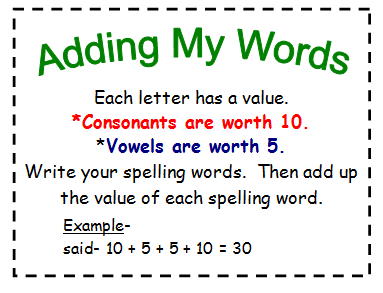 Adding My Words
Each letter has a value.
*Consonants are worth 10.
*Vowels are worth 5.
Write your spelling words.  Then add up
the value of each spelling word.
Example-
said- 10 + 5 + 5 + 10 = 30